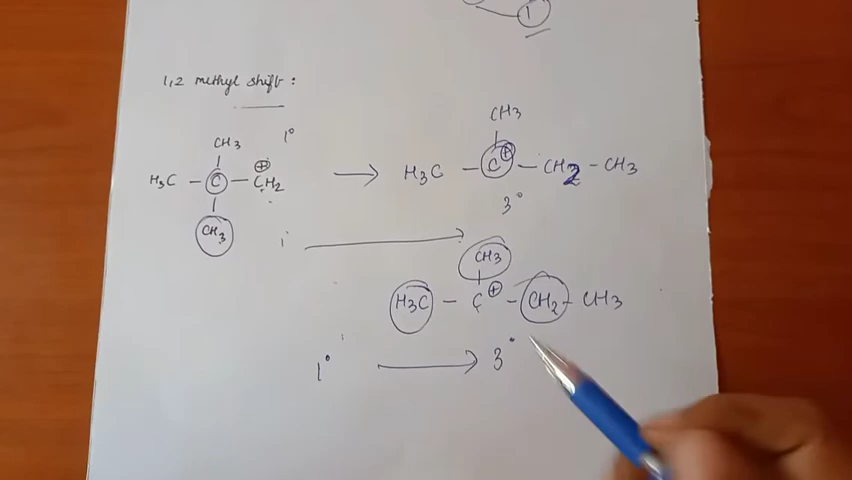 1
1,2 methyl shift :
CH3 1°
H3C - C - CH2 ⊕
CH3
→
CH3
H3C - C ⊕ - CH2 - CH3
3°
CH3
H3C - C ⊕ - CH2 - CH3
1° → 3°